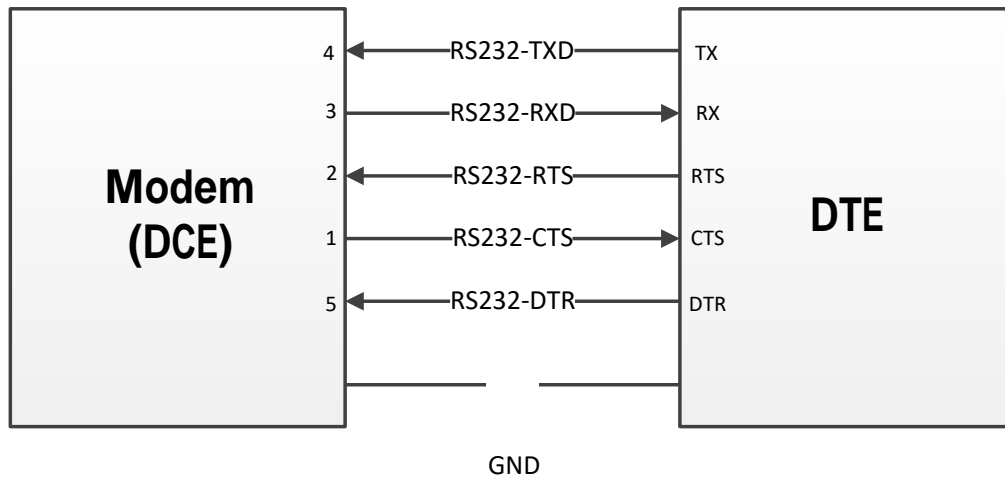 4 RS232-TXD TX
3 RS232-RXD RX
2 RS232-RTS RTS
Modem
(DCE)
DTE
1 RS232-CTS CTS
5 RS232-DTR DTR
GND